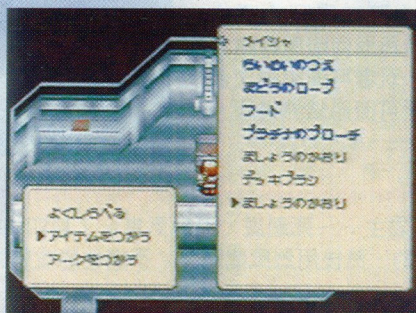 メイジャ
らいめいのつえ
まどうのローブ
フード
プラチナのブローチ
ましょうのかおり
デッキブラシ
▶ましょうのかおり
よくしらべる
▶アイテムをつかう
アークをつかう